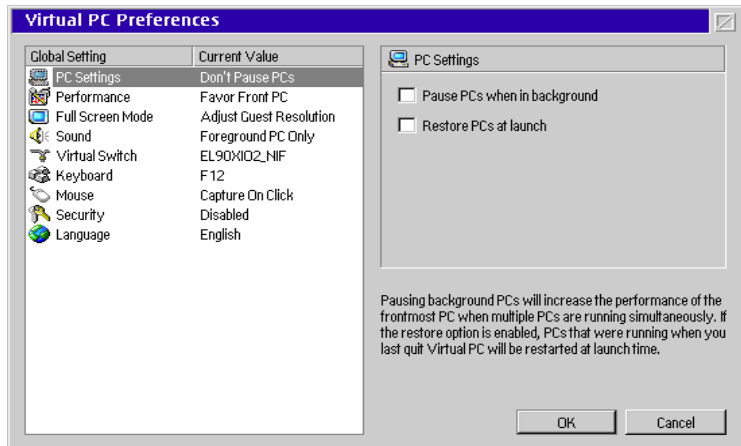 Virtual PC Preferences
Global Setting Current Value
PC Settings Don't Pause PCs
Performance Favor Front PC
Full Screen Mode Adjust Guest Resolution
Sound Foreground PC Only
Virtual Switch EL90XIO2_NIF
Keyboard F12
Mouse Capture On Click
Security Disabled
Language English
PC Settings
Pause PCs when in background
Restore PCs at launch
Pausing background PCs will increase the performance of the
frontmost PC when multiple PCs are running simultaneously. If
the restore option is enabled, PCs that were running when you
last quit Virtual PC will be restarted at launch time.
OK Cancel